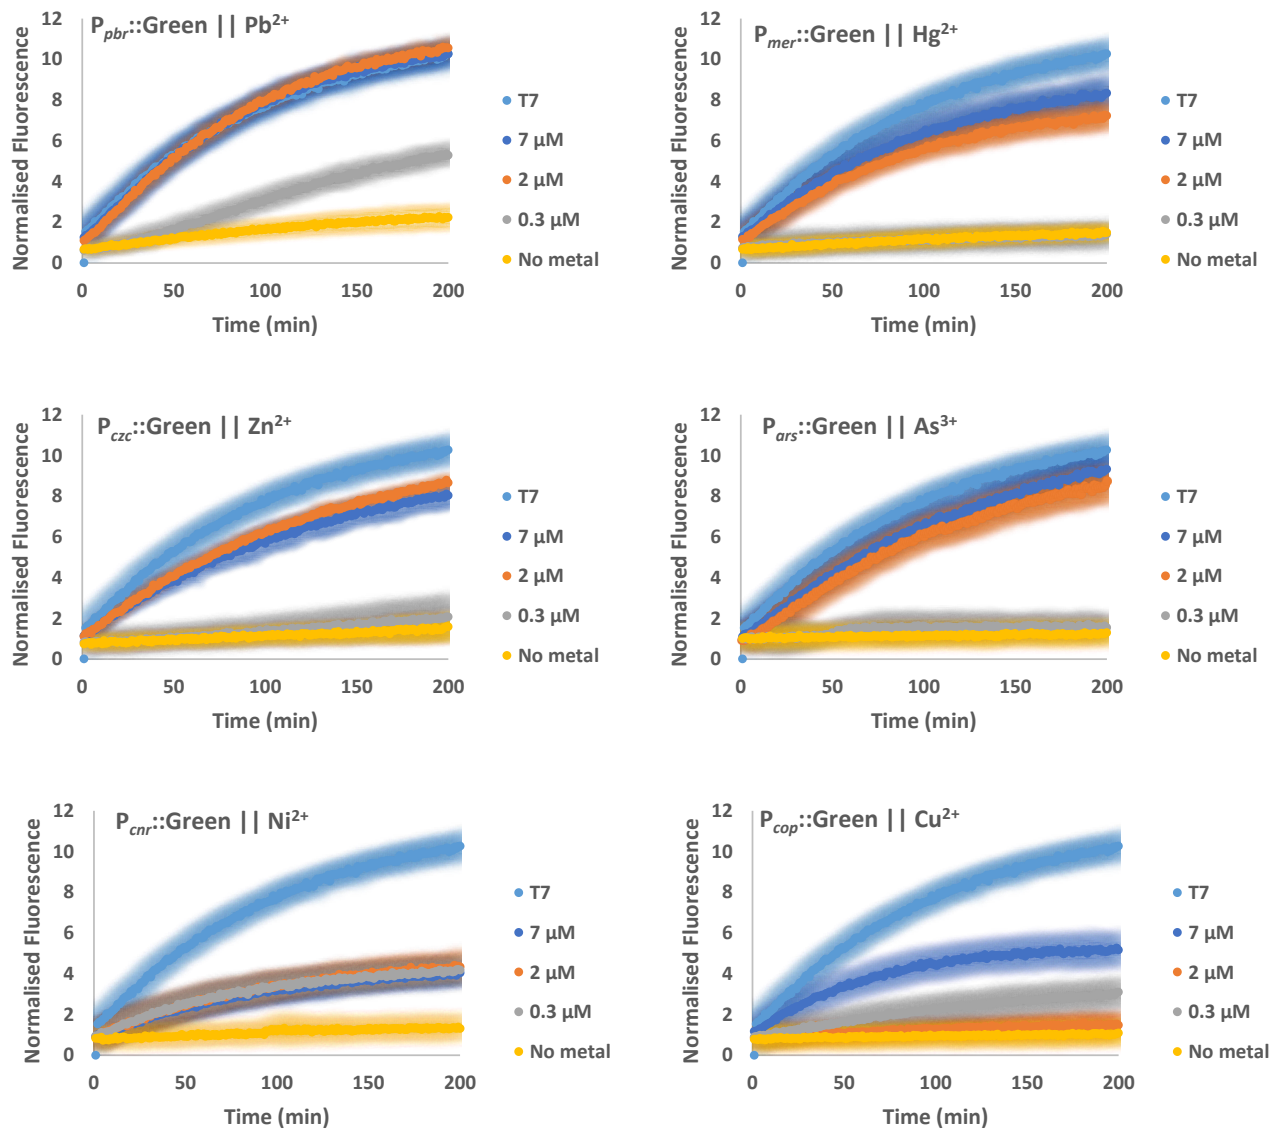 P_pbr::Green || Pb²⁺
Normalised Fluorescence
12
10
8
6
4
2
0
0 50 100 150 200
Time (min)
T7
7 µM
2 µM
0.3 µM
No metal
P_mer::Green || Hg²⁺
Normalised Fluorescence
12
10
8
6
4
2
0
0 50 100 150 200
Time (min)
T7
7 µM
2 µM
0.3 µM
No metal
P_czc::Green || Zn²⁺
Normalised Fluorescence
12
10
8
6
4
2
0
0 50 100 150 200
Time (min)
T7
7 µM
2 µM
0.3 µM
No metal
P_ars::Green || As³⁺
Normalised Fluorescence
12
10
8
6
4
2
0
0 50 100 150 200
Time (min)
T7
7 µM
2 µM
0.3 µM
No metal
P_cnr::Green || Ni²⁺
Normalised Fluorescence
12
10
8
6
4
2
0
0 50 100 150 200
Time (min)
T7
7 µM
2 µM
0.3 µM
No metal
P_cop::Green || Cu²⁺
Normalised Fluorescence
12
10
8
6
4
2
0
0 50 100 150 200
Time (min)
T7
7 µM
2 µM
0.3 µM
No metal